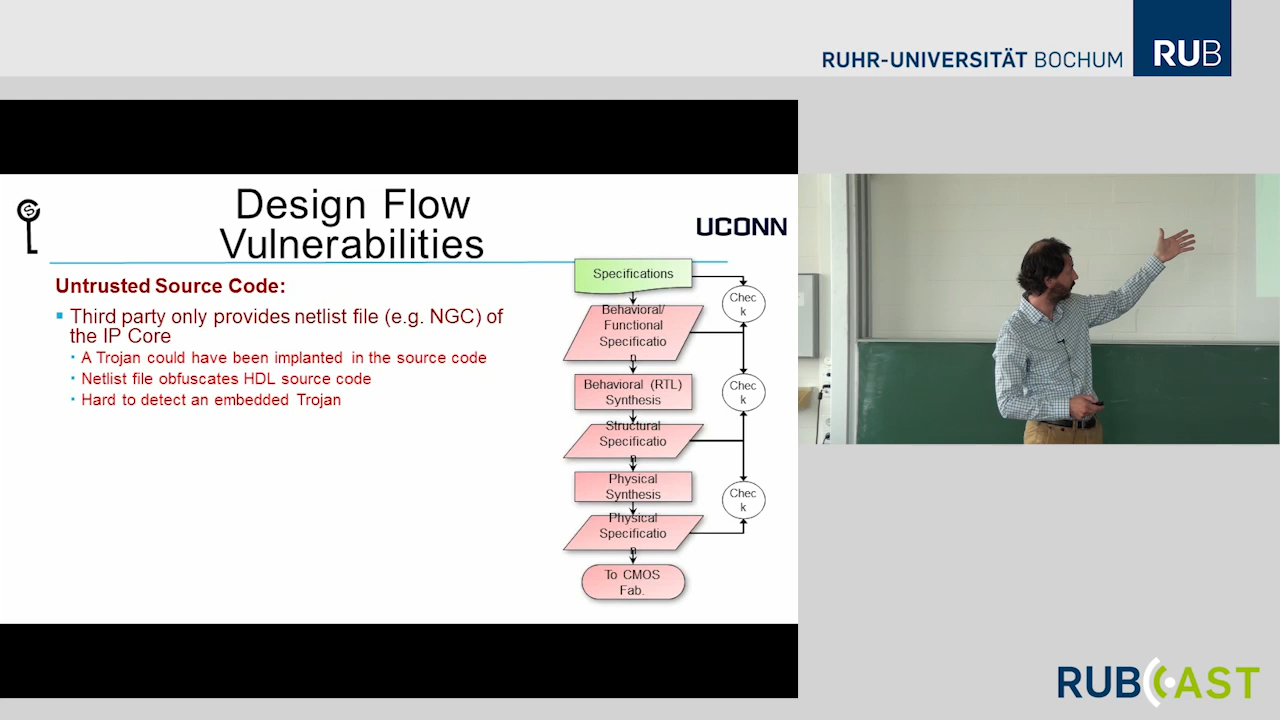 RUHR-UNIVERSITÄT BOCHUM
RUB
Design Flow
Vulnerabilities
UCONN
S
Untrusted Source Code:
Third party only provides netlist file (e.g. NGC) of
the IP Core
A Trojan could have been implanted in the source code
Netlist file obfuscates HDL source code
Hard to detect an embedded Trojan
Specifications
Chec
k
Behavioral/
Functional
Specificatio
n
Behavioral (RTL)
Synthesis
Chec
k
Structural
Specificatio
n
Physical
Synthesis
Chec
k
Physical
Specificatio
n
To CMOS
Fab.
RUBCAST